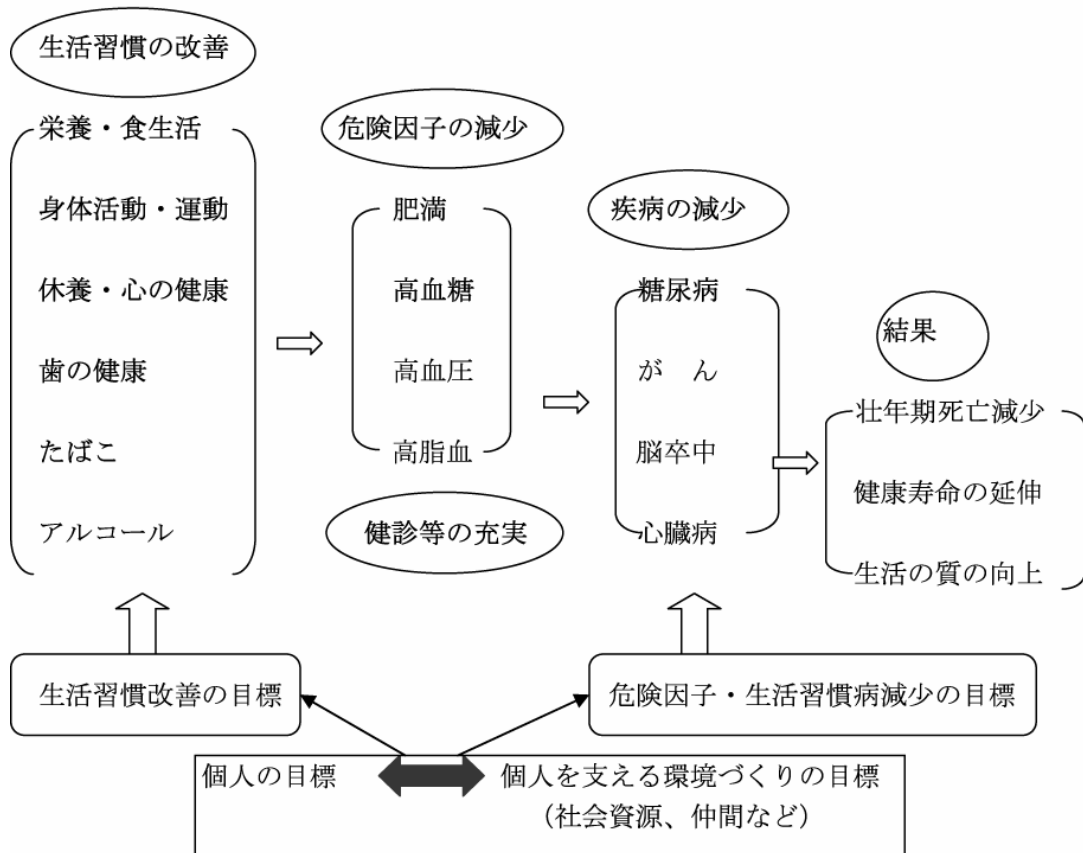 生活習慣の改善
栄養・食生活
身体活動・運動
休養・心の健康
歯の健康
たばこ
アルコール
危険因子の減少
肥満
高血糖
高血圧
高脂血
健診等の充実
疾病の減少
糖尿病
が　ん
脳卒中
心臓病
結果
壮年期死亡減少
健康寿命の延伸
生活の質の向上
生活習慣改善の目標
危険因子・生活習慣病減少の目標
個人の目標
個人を支える環境づくりの目標
（社会資源、仲間など）